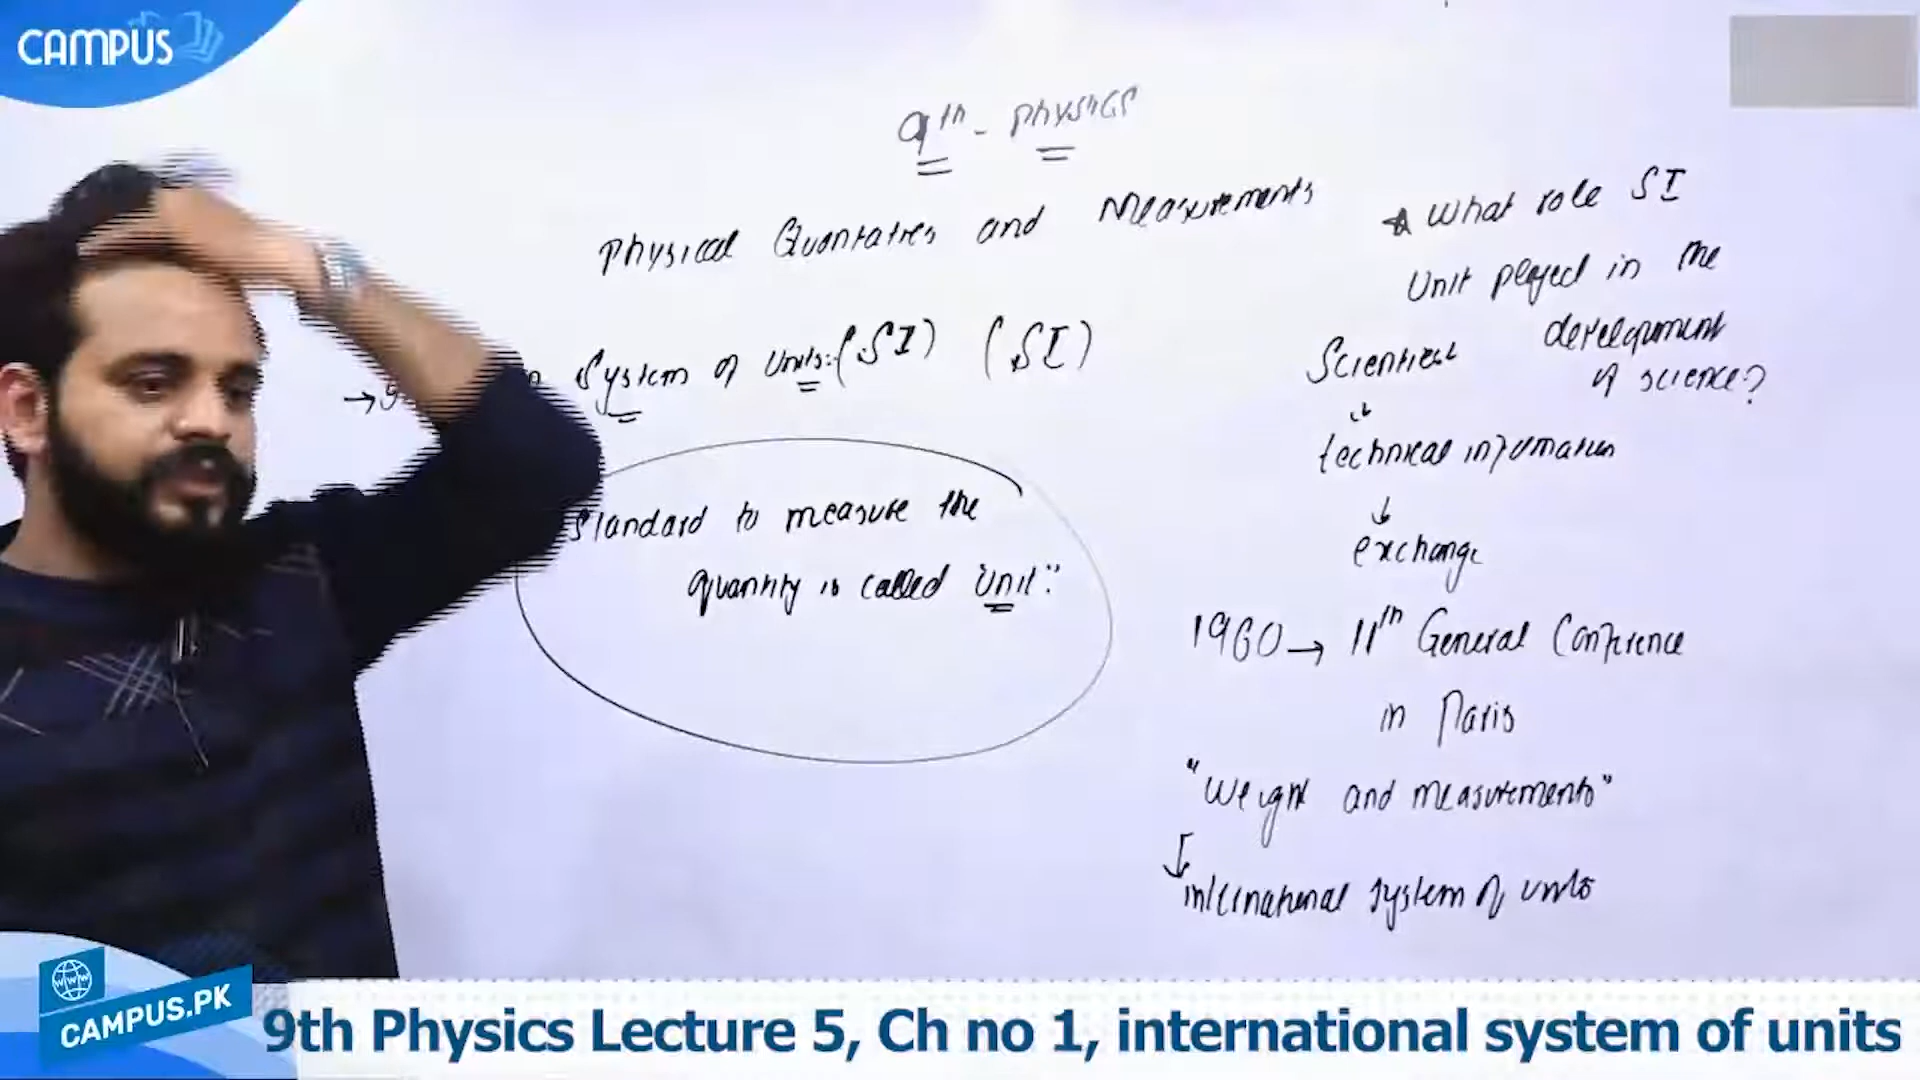 CAMPUS
9th - Physics
Physical Quantaties and Measurements
System of Units:(SI) (SI)
Standard to measure the
quantity is called "Unit":
* What role SI
Unit played in the
development
of science?
Scientical
technical information
exchange
1960 → 11th General Conference
in Paris
"Weight and measurements"
international system of units
www
CAMPUS.PK
9th Physics Lecture 5, Ch no 1, international system of units